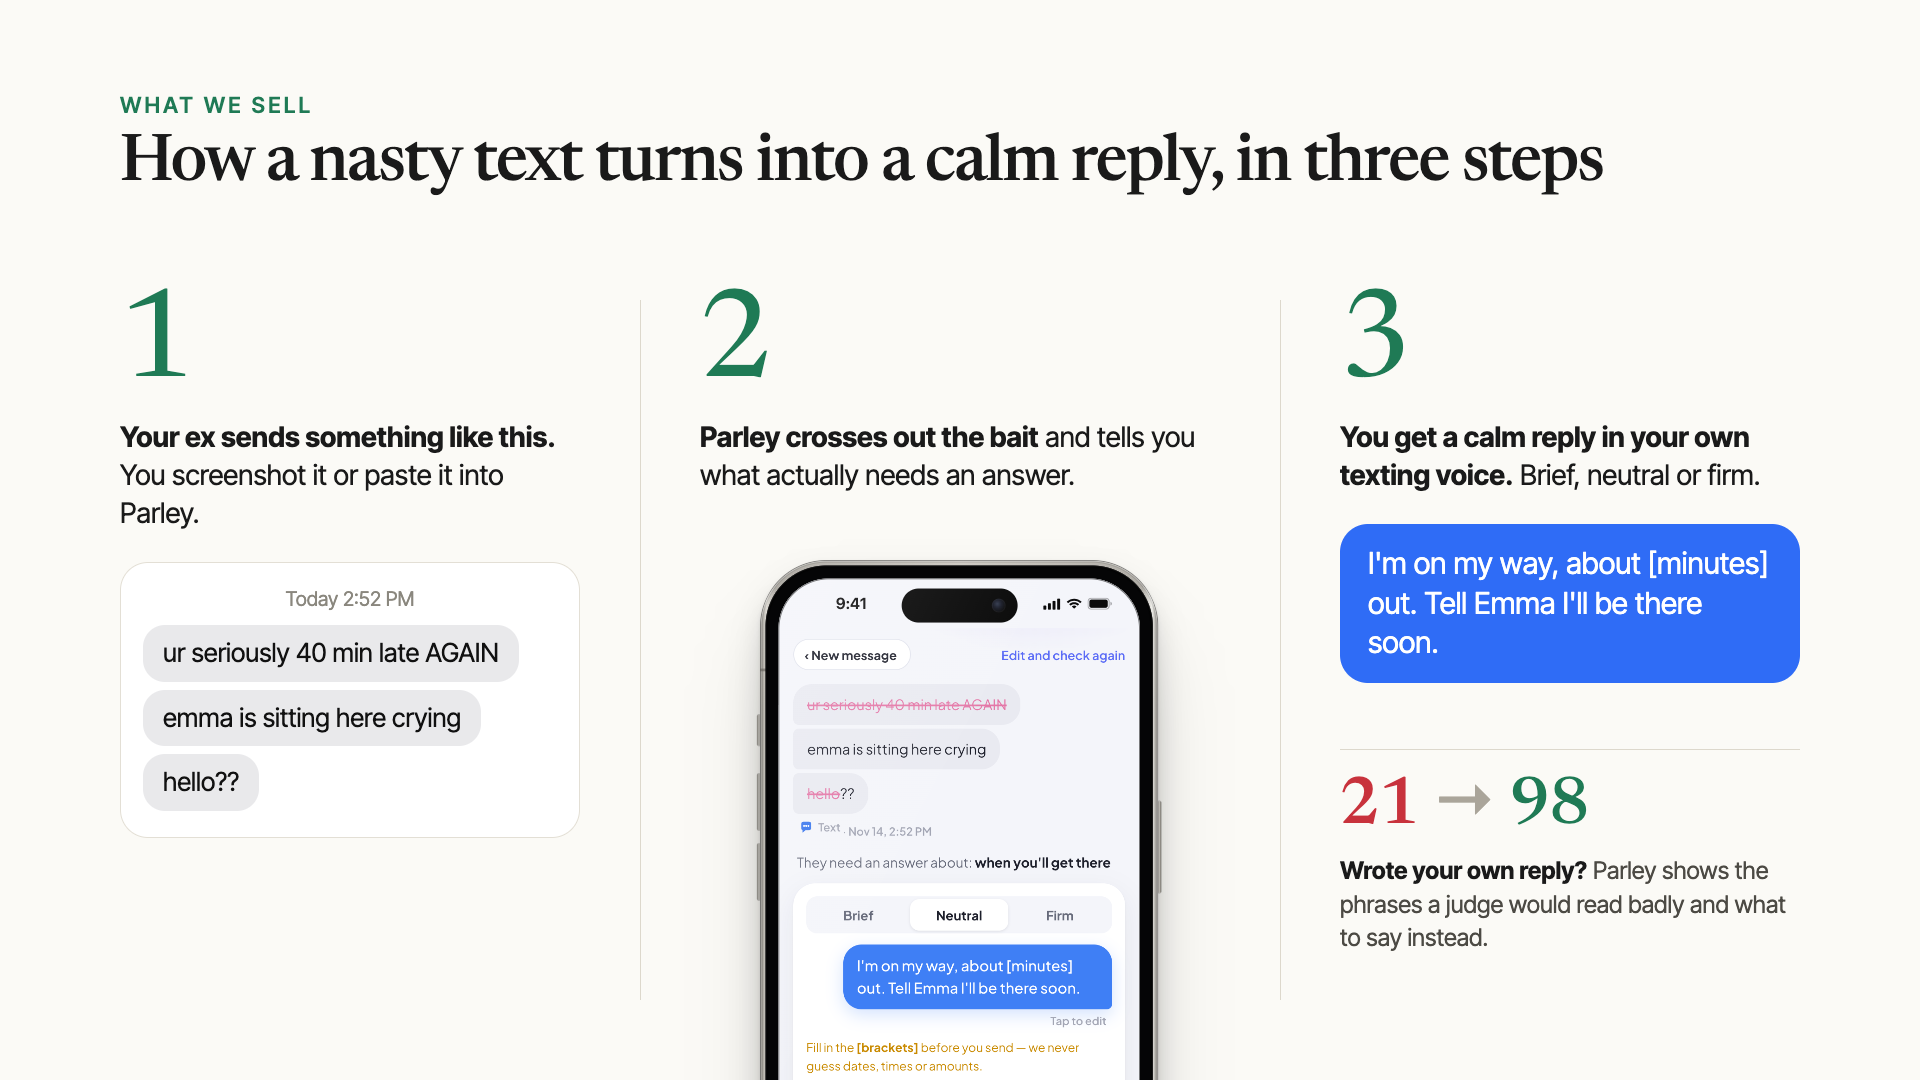 WHAT WE SELL
How a nasty text turns into a calm reply, in three steps
1
Your ex sends something like this.
You screenshot it or paste it into
Parley.
Today 2:52 PM
ur seriously 40 min late AGAIN
emma is sitting here crying
hello??
2
Parley crosses out the bait and tells you
what actually needs an answer.
9:41
‹ New message
Edit and check again
ur seriously 40 min late AGAIN
emma is sitting here crying
hello??
Text · Nov 14, 2:52 PM
They need an answer about: when you'll get there
Brief
Neutral
Firm
I'm on my way, about [minutes]
out. Tell Emma I'll be there soon.
Tap to edit
Fill in the [brackets] before you send — we never
guess dates, times or amounts.
3
You get a calm reply in your own
texting voice. Brief, neutral or firm.
I'm on my way, about [minutes]
out. Tell Emma I'll be there
soon.
21 → 98
Wrote your own reply? Parley shows the
phrases a judge would read badly and what
to say instead.